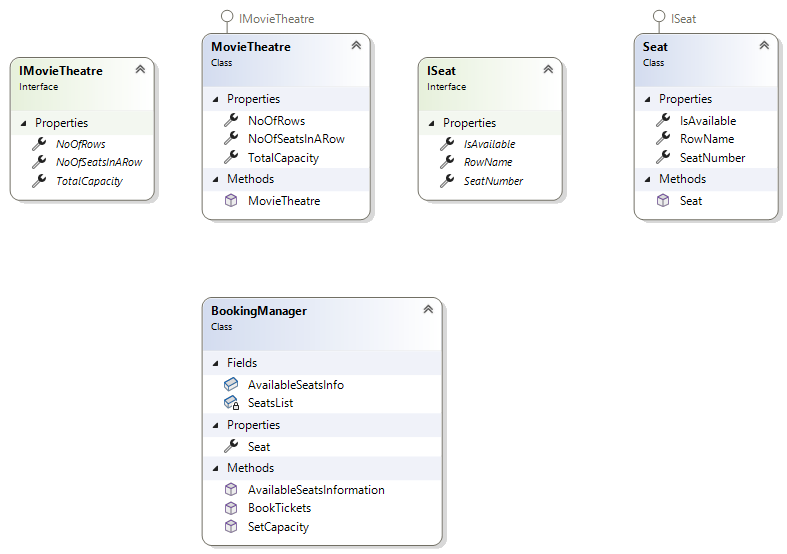 IMovieTheatre
ISeat
IMovieTheatre
Interface
Properties
NoOfRows
NoOfSeatsInARow
TotalCapacity
MovieTheatre
Class
Properties
NoOfRows
NoOfSeatsInARow
TotalCapacity
Methods
MovieTheatre
ISeat
Interface
Properties
IsAvailable
RowName
SeatNumber
Seat
Class
Properties
IsAvailable
RowName
SeatNumber
Methods
Seat
BookingManager
Class
Fields
AvailableSeatsInfo
SeatsList
Properties
Seat
Methods
AvailableSeatsInformation
BookTickets
SetCapacity